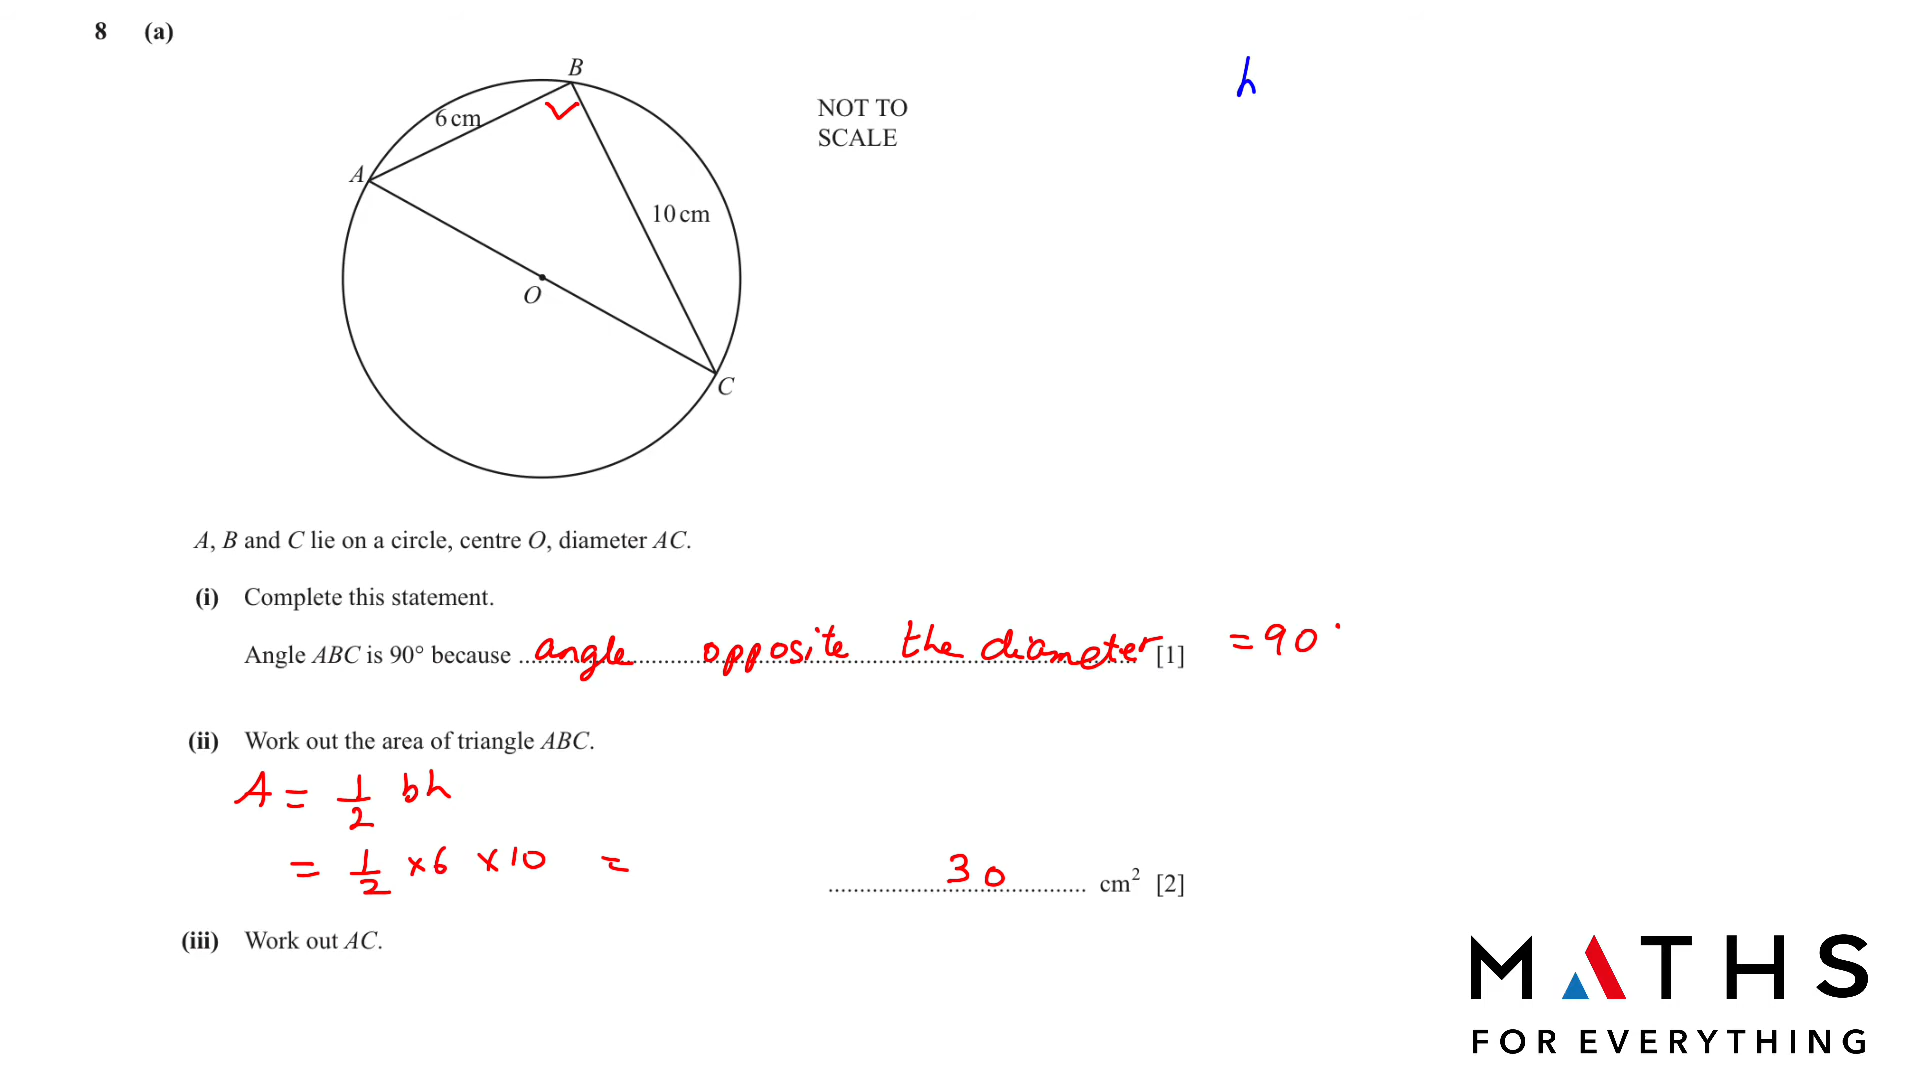 8 (a)
B
h
6 cm
NOT TO
SCALE
A
10 cm
O
C
A, B and C lie on a circle, centre O, diameter AC.
(i) Complete this statement.
Angle ABC is 90° because angle opposite the diameter [1] = 90°
(ii) Work out the area of triangle ABC.
A = 1/2 bh
= 1/2 × 6 × 10 = 30 cm² [2]
(iii) Work out AC.
MATHS
FOR EVERYTHING